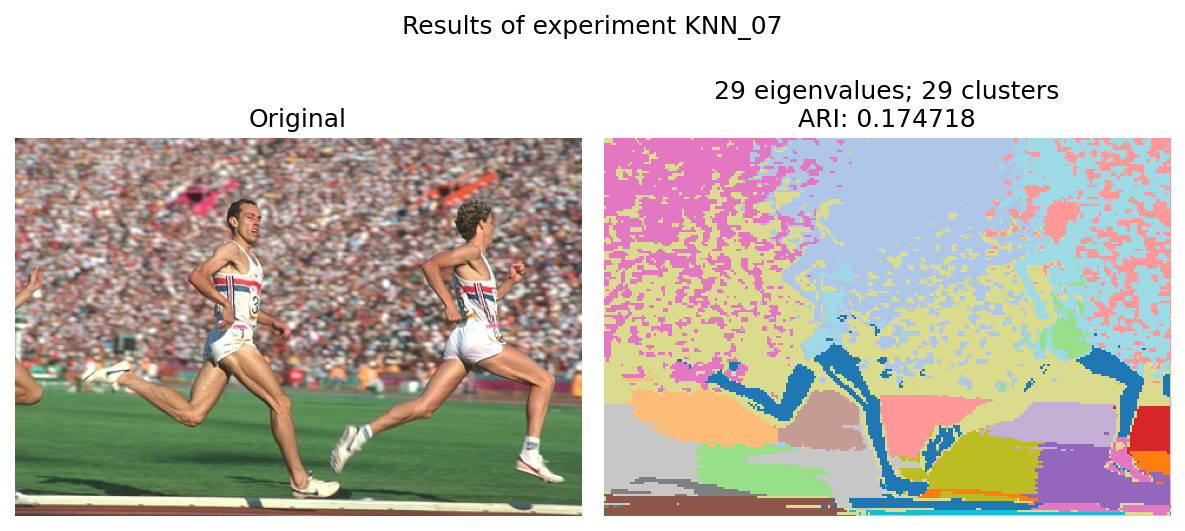 Results of experiment KNN_07
Original
29 eigenvalues; 29 clusters
ARI: 0.174718